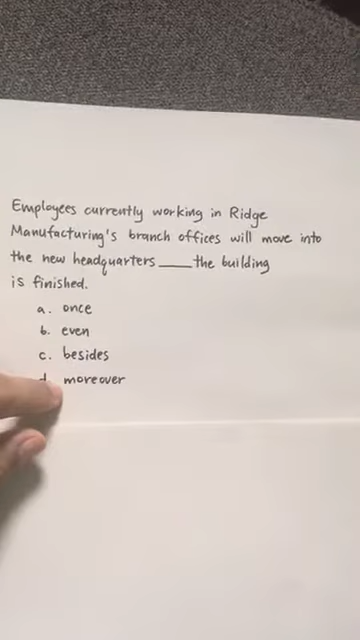 Employees currently working in Ridge
Manufacturing's branch offices will move into
the new headquarters ____ the building
is finished.
a. once
b. even
c. besides
moreover